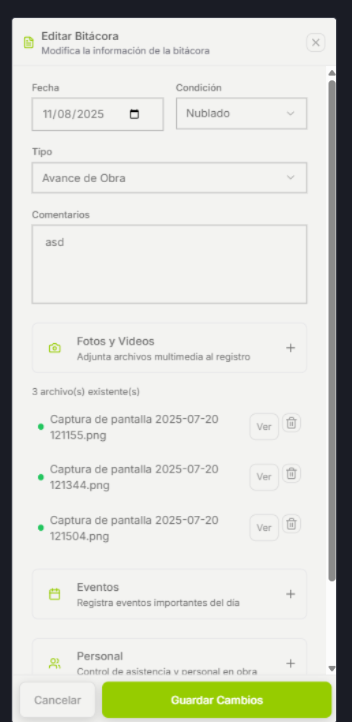 Editar Bitácora
Modifica la información de la bitácora
Fecha
Condición
11/08/2025
Nublado
Tipo
Avance de Obra
Comentarios
asd
Fotos y Videos
Adjunta archivos multimedia al registro
3 archivo(s) existente(s)
Captura de pantalla 2025-07-20
121155.png
Ver
Captura de pantalla 2025-07-20
121344.png
Ver
Captura de pantalla 2025-07-20
121504.png
Ver
Eventos
Registra eventos importantes del día
Personal
Control de asistencia y personal en obra
Cancelar
Guardar Cambios